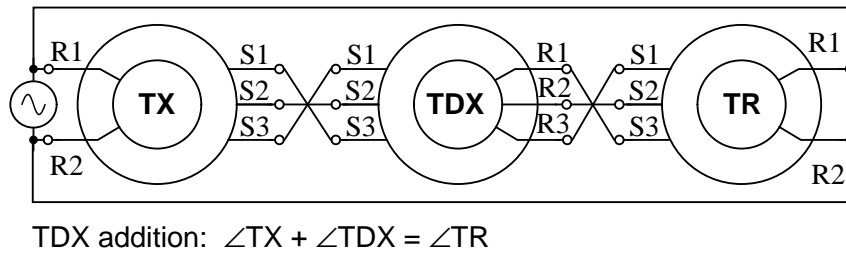 R1 S1 S1 R1 S1 R1
TX S2 S2 TDX R2 S2 TR
S3 S3 R3 S3
R2 R2
TDX addition: ∠TX + ∠TDX = ∠TR